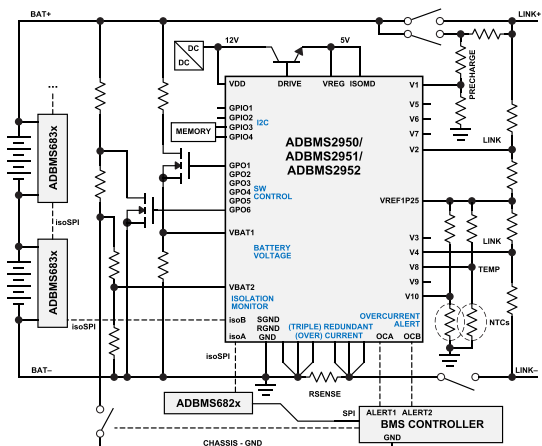 BAT+
LINK+
DC
DC
12V
5V
VDD
DRIVE
VREG
ISOMD
PRECHARGE
...
ADBMS683x
GPIO1
GPIO2
I2C
GPIO3
GPIO4
MEMORY
ADBMS2950/
ADBMS2951/
ADBMS2952
V1
V5
V6
V7
V2
LINK
GPO1
GPO2
GPO3
SW
GPO4
CONTROL
GPO5
GPO6
VREF1P25
isoSPI
VBAT1
BATTERY
VOLTAGE
V3
LINK
V4
V8
TEMP
V9
V10
ADBMS683x
VBAT2
ISOLATION
MONITOR
isoSPI
isoB
isoA
SGND
RGND
GND
(TRIPLE) REDUNDANT
(OVER) CURRENT
OVERCURRENT
ALERT
OCA
OCB
NTCs
isoSPI
BAT–
LINK–
RSENSE
ADBMS682x
SPI
ALERT1
ALERT2
BMS CONTROLLER
GND
CHASSIS - GND